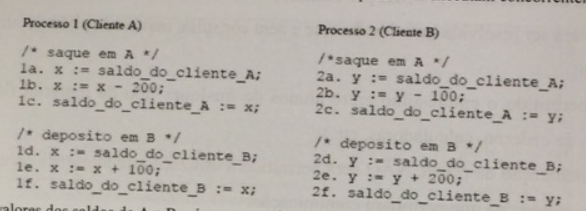 Processo 1 (Cliente A)
/* saque em A */
1a. x := saldo_do_cliente_A;
1b. x := x - 200;
1c. saldo_do_cliente_A := x;
/* deposito em B */
1d. x := saldo_do_cliente_B;
1e. x := x + 100;
1f. saldo_do_cliente_B := x;
Processo 2 (Cliente B)
/*saque em A */
2a. y := saldo_do_cliente_A;
2b. y := y - 100;
2c. saldo_do_cliente_A := y;
/* deposito em B */
2d. y := saldo_do_cliente_B;
2e. y := y + 200;
2f. saldo_do_cliente_B := y;